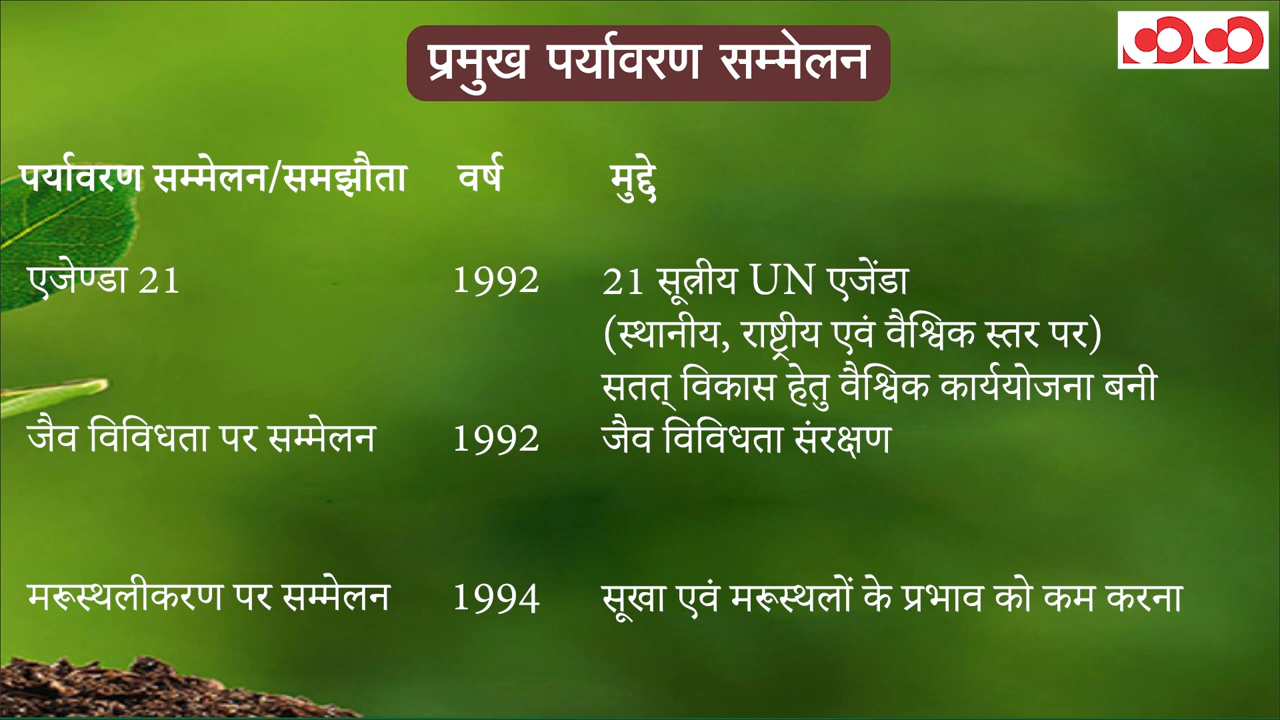 प्रमुख पर्यावरण सम्मेलन
पर्यावरण सम्मेलन/समझौता वर्ष मुद्दे
एजेण्डा 21 1992 21 सूत्रीय UN एजेंडा
(स्थानीय, राष्ट्रीय एवं वैश्विक स्तर पर)
सतत् विकास हेतु वैश्विक कार्ययोजना बनी
जैव विविधता पर सम्मेलन 1992 जैव विविधता संरक्षण
मरूस्थलीकरण पर सम्मेलन 1994 सूखा एवं मरूस्थलों के प्रभाव को कम करना